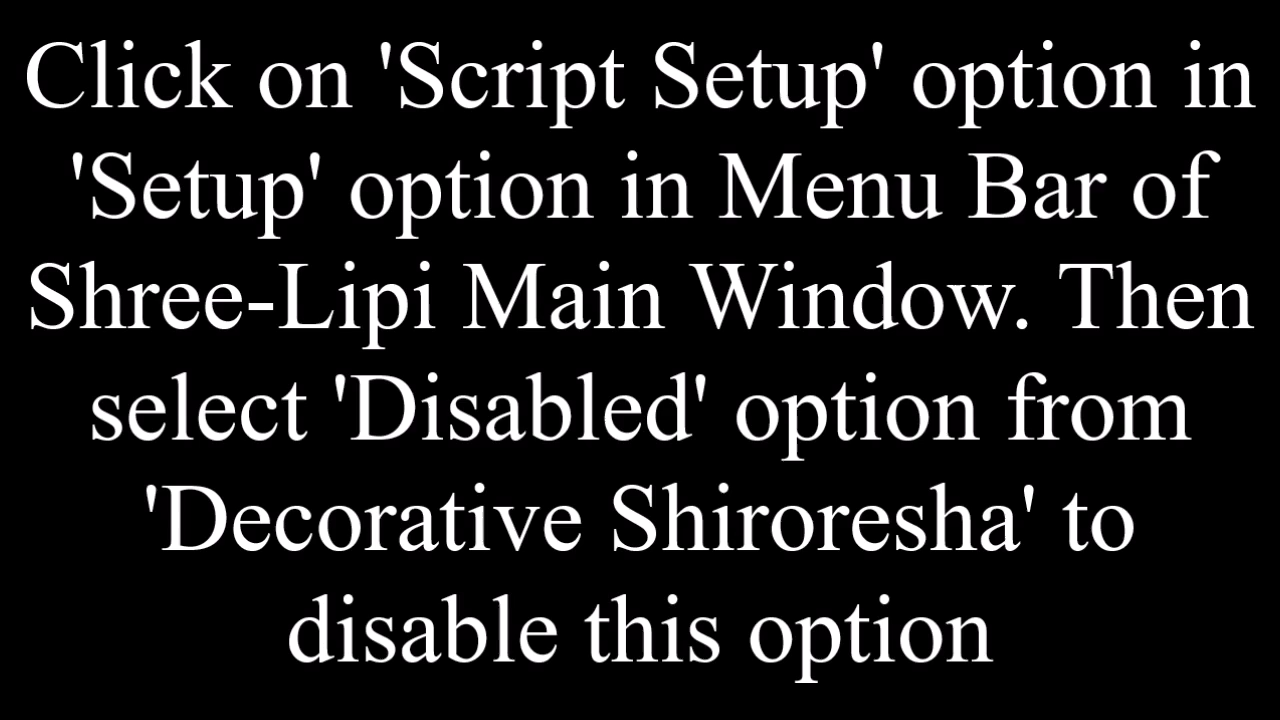 Click on 'Script Setup' option in
'Setup' option in Menu Bar of
Shree-Lipi Main Window. Then
select 'Disabled' option from
'Decorative Shiroresha' to
disable this option